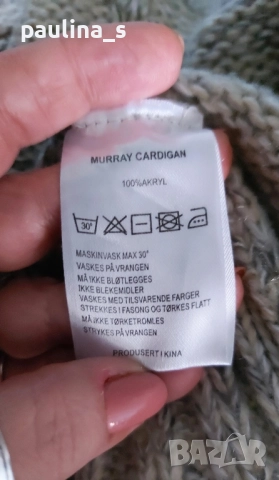 paulina_s
MURRAY CARDIGAN
100%AKRYL
30°
MASKINVASK MAX 30°
VASKES PÅ VRANGEN
MÅ IKKE BLØTLEGGES
IKKE BLEKEMIDLER
VASKES MED TILSVARENDE FARGER
STREKKES I FASONG OG TØRKES FLATT
MÅ IKKE TØRKETROMLES
STRYKES PÅ VRANGEN
PRODUSERT I KINA
BAZAR
bg